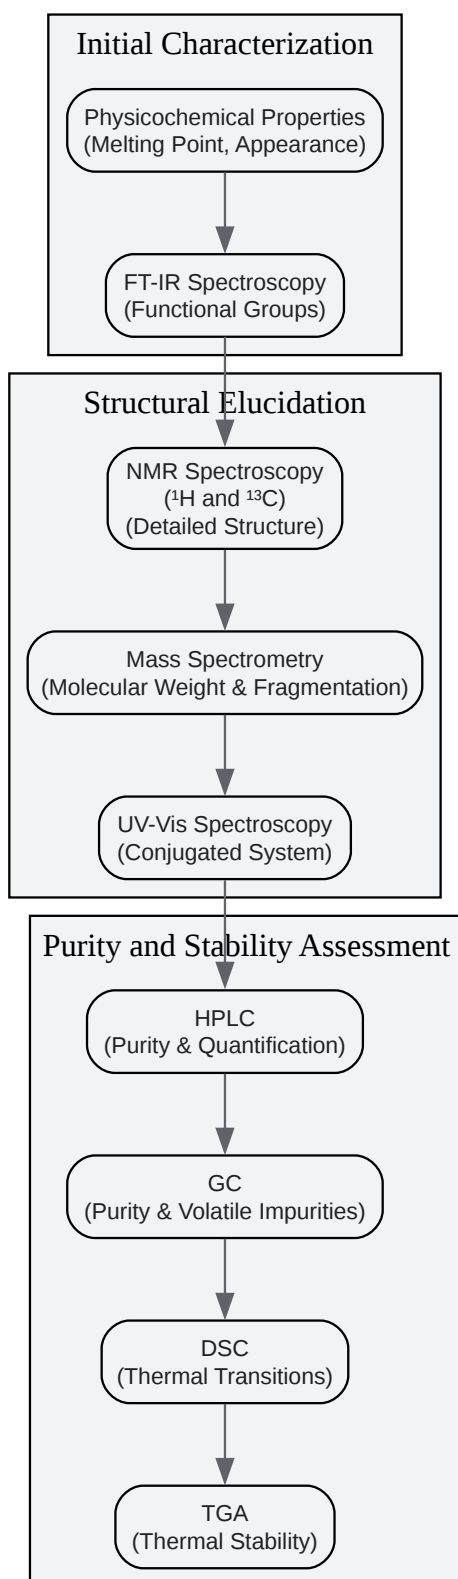 Initial Characterization
Physicochemical Properties
(Melting Point, Appearance)
FT-IR Spectroscopy
(Functional Groups)
Structural Elucidation
NMR Spectroscopy
(¹H and ¹³C)
(Detailed Structure)
Mass Spectrometry
(Molecular Weight & Fragmentation)
UV-Vis Spectroscopy
(Conjugated System)
Purity and Stability Assessment
HPLC
(Purity & Quantification)
GC
(Purity & Volatile Impurities)
DSC
(Thermal Transitions)
TGA
(Thermal Stability)